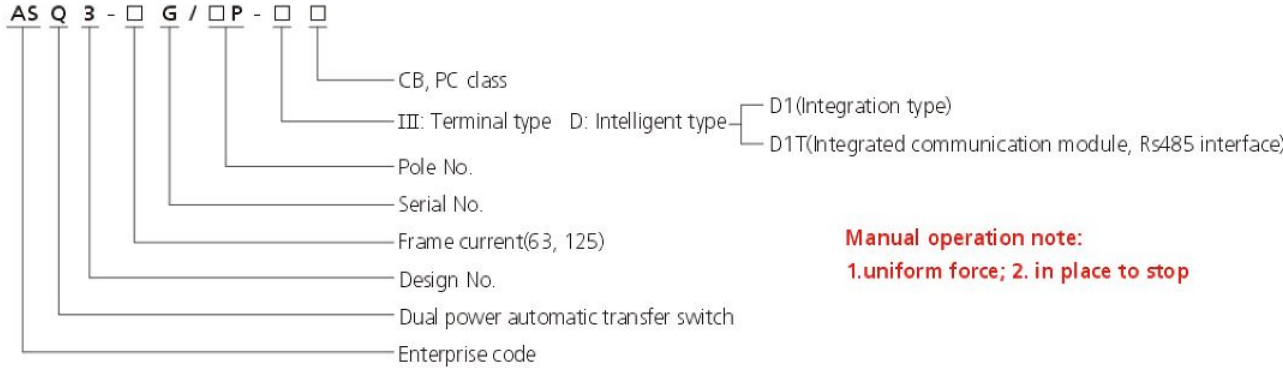 AS Q 3 - □ G / □ P - □ □
CB, PC class
III: Terminal type D: Intelligent type
D1(Integration type)
D1T(Integrated communication module, Rs485 interface)
Pole No.
Serial No.
Frame current(63, 125)
Design No.
Dual power automatic transfer switch
Enterprise code
Manual operation note:
1.uniform force; 2. in place to stop